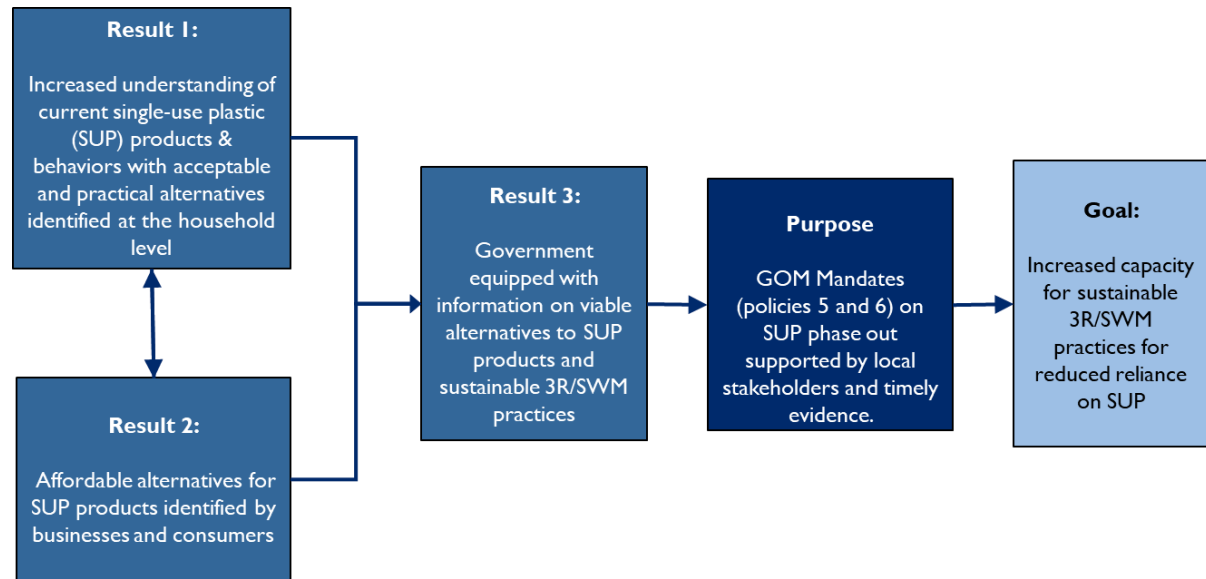 Result 1:
Increased understanding of
current single-use plastic
(SUP) products &
behaviors with acceptable
and practical alternatives
identified at the household
level
Result 2:
Affordable alternatives for
SUP products identified by
businesses and consumers
Result 3:
Government
equipped with
information on viable
alternatives to SUP
products and
sustainable 3R/SWM
practices
Purpose
GOM Mandates
(policies 5 and 6) on
SUP phase out
supported by local
stakeholders and timely
evidence.
Goal:
Increased capacity
for sustainable
3R/SWM
practices for
reduced reliance
on SUP